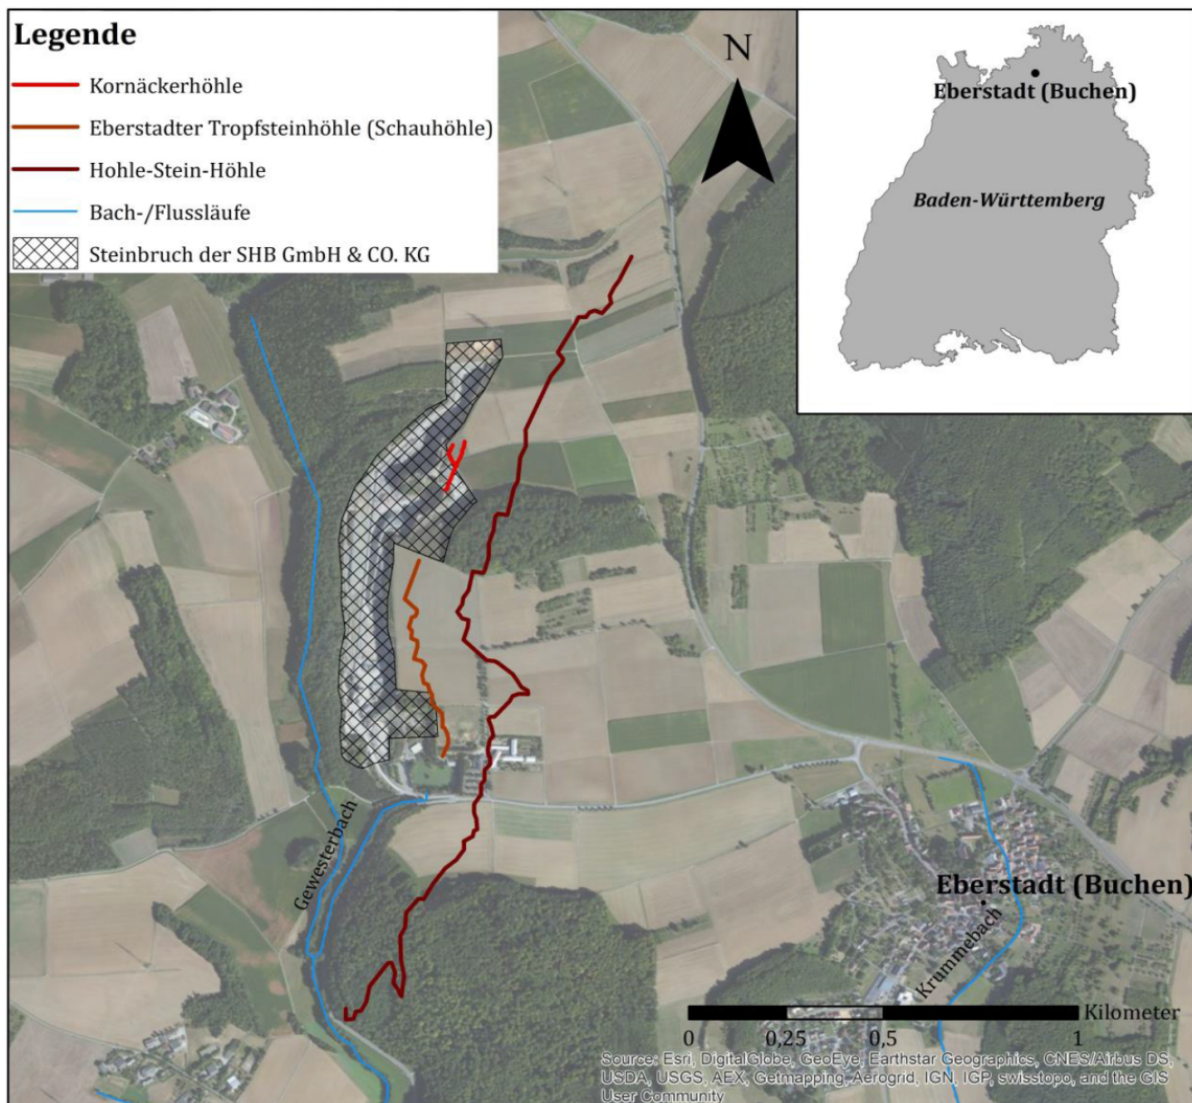 Legende
Kornäckerhöhle
Eberstadter Tropfsteinhöhle (Schauhöhle)
Hohle-Stein-Höhle
Bach-/Flussläufe
Steinbruch der SHB GmbH & CO. KG
N
Eberstadt (Buchen)
Baden-Württemberg
Gewesterbach
Eberstadt (Buchen)
Krummebach
Kilometer
0 0,25 0,5 1
Source: Esri, DigitalGlobe, GeoEye, Earthstar Geographics, CNES/Airbus DS,
USDA, USGS, AEX, Getmapping, Aerogrid, IGN, IGP, swisstopo, and the GIS
User Community